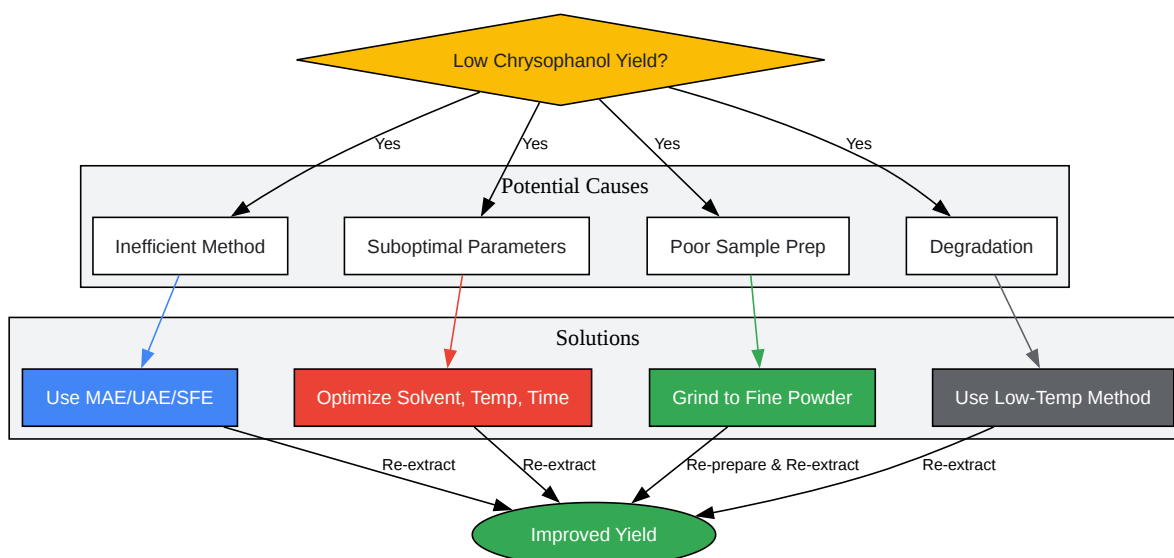 Low Chrysophanol Yield?
Yes
Yes
Yes
Yes
Potential Causes
Inefficient Method
Suboptimal Parameters
Poor Sample Prep
Degradation
Solutions
Use MAE/UAE/SFE
Optimize Solvent, Temp, Time
Grind to Fine Powder
Use Low-Temp Method
Re-extract
Re-extract
Re-prepare & Re-extract
Re-extract
Improved Yield